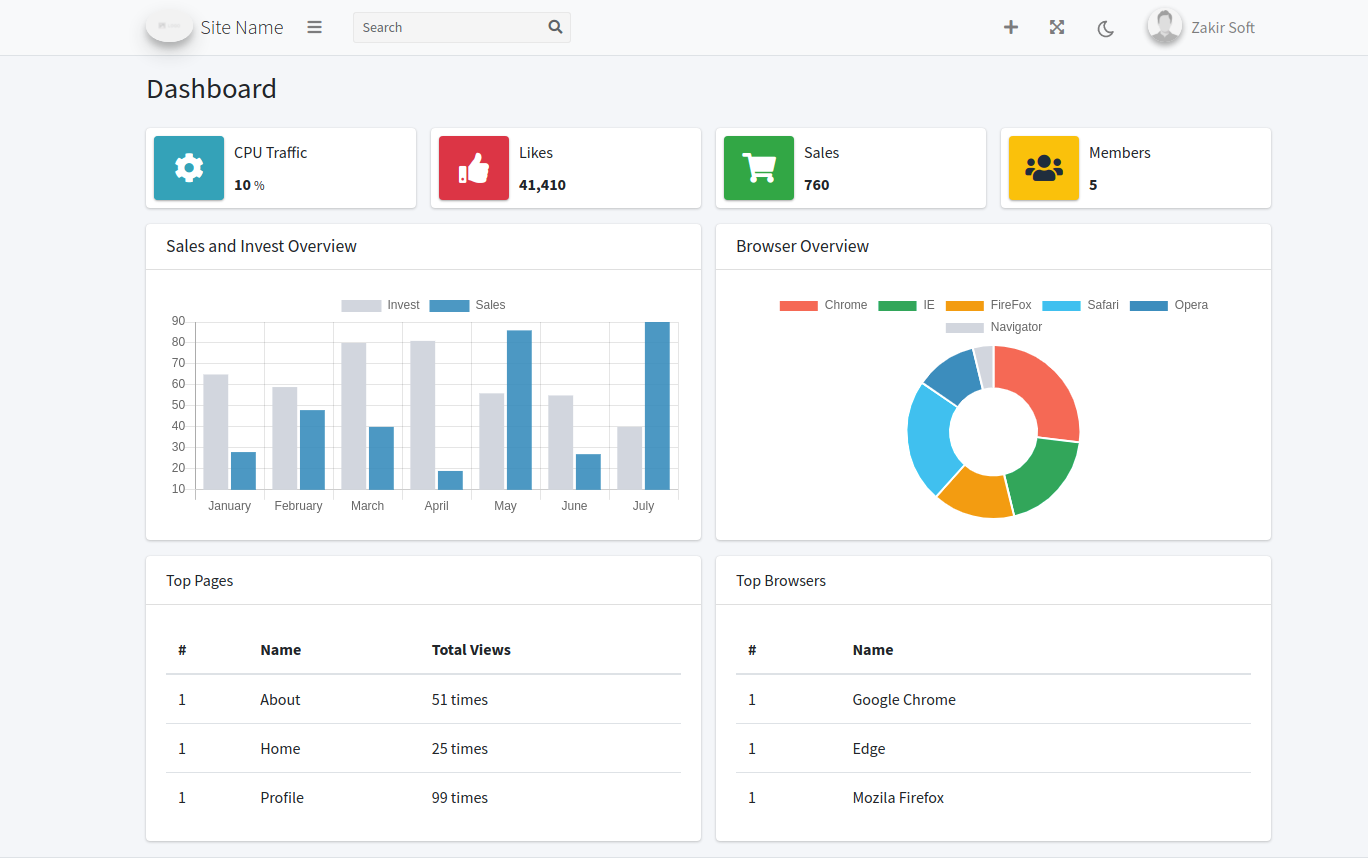 Site Name
Search
Zakir Soft
Dashboard
CPU Traffic
10 %
Likes
41,410
Sales
760
Members
5
Sales and Invest Overview
Invest Sales
90
80
70
60
50
40
30
20
10
January February March April May June July
Browser Overview
Chrome IE FireFox Safari Opera
Navigator
Top Pages
# Name Total Views
1 About 51 times
1 Home 25 times
1 Profile 99 times
Top Browsers
# Name
1 Google Chrome
1 Edge
1 Mozila Firefox